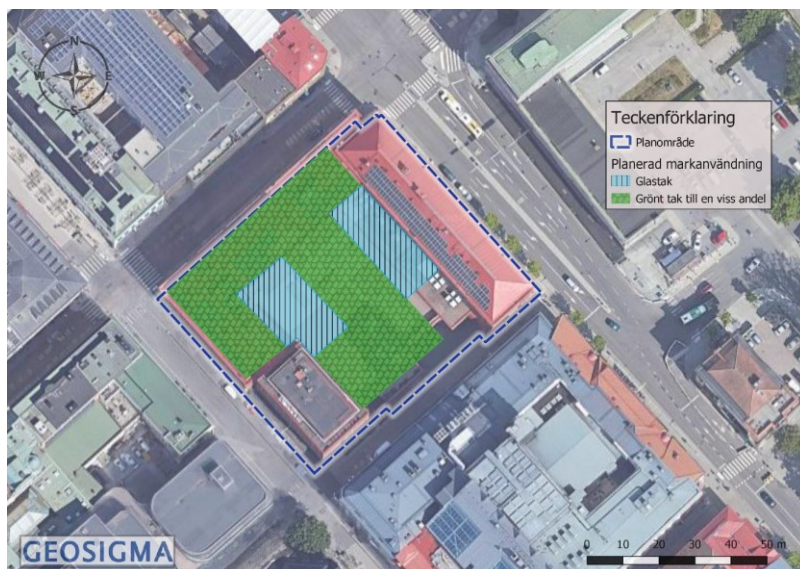 N
W E
S
Teckenförklaring
Planområde
Planerad markanvändning
Glastak
Grönt tak till en viss andel
GEOSIGMA
0 10 20 30 40 50 m